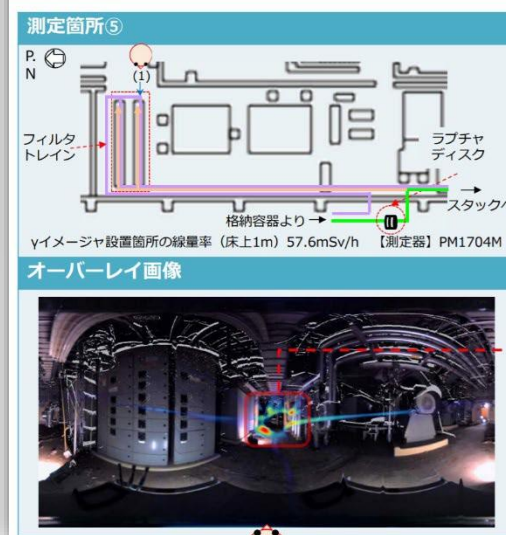 測定箇所⑤
P.
N
(1)
フィルタ
トレイン
ラプチャ
ディスク
スタックへ
格納容器より
γイメージャ設置箇所の線量率（床上1m）57.6mSv/h 【測定器】PM1704M
オーバーレイ画像